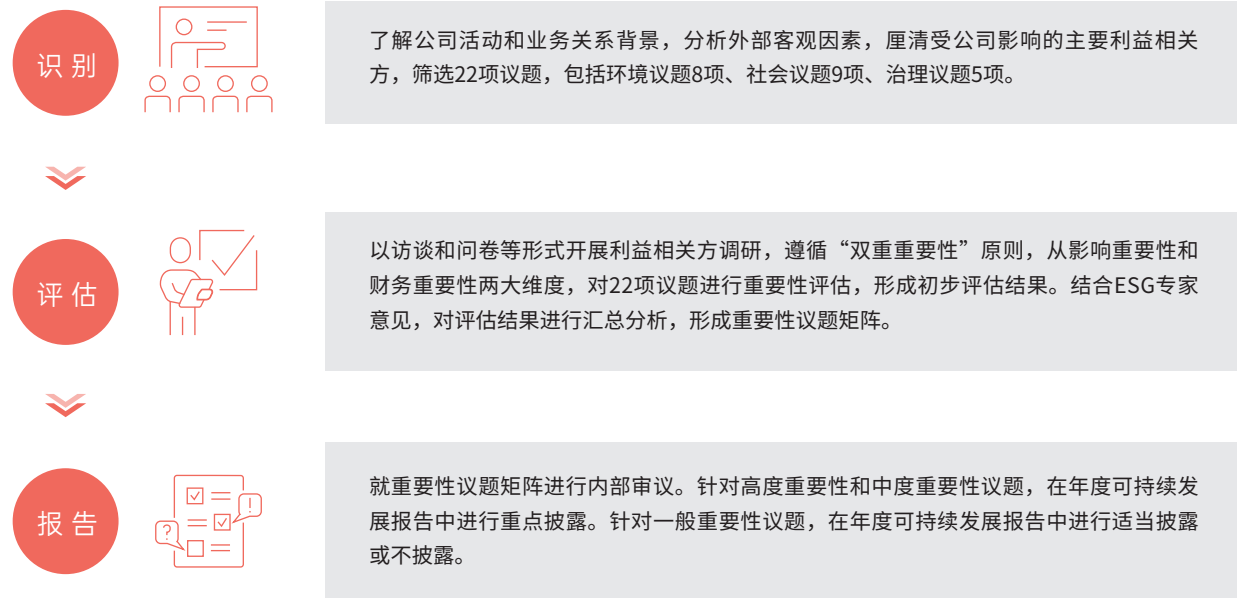 识别
了解公司活动和业务关系背景，分析外部客观因素，厘清受公司影响的主要利益相关
方，筛选22项议题，包括环境议题8项、社会议题9项、治理议题5项。
评估
以访谈和问卷等形式开展利益相关方调研，遵循“双重重要性”原则，从影响重要性和
财务重要性两大维度，对22项议题进行重要性评估，形成初步评估结果。结合ESG专家
意见，对评估结果进行汇总分析，形成重要性议题矩阵。
报告
!
?
就重要性议题矩阵进行内部审议。针对高度重要性和中度重要性议题，在年度可持续发
展报告中进行重点披露。针对一般重要性议题，在年度可持续发展报告中进行适当披露
或不披露。